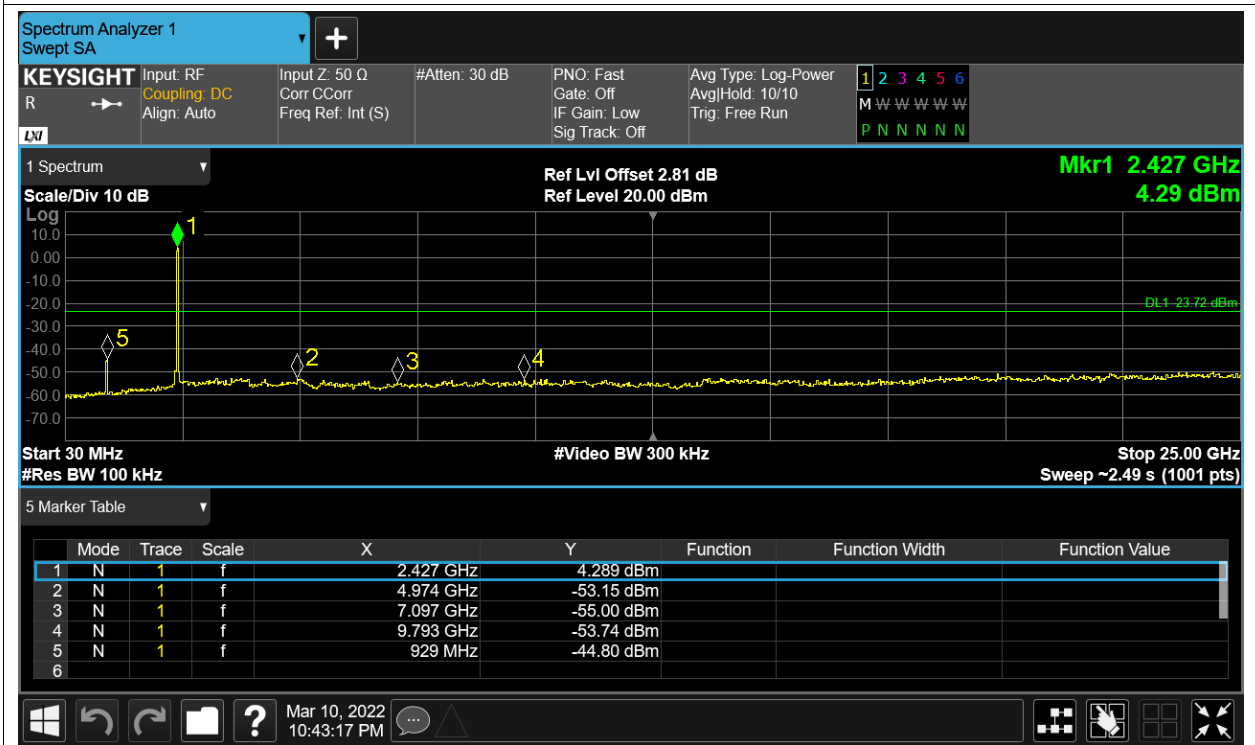 Spectrum Analyzer 1
Swept SA
+
KEYSIGHT Input: RF Input Z: 50 Ω #Atten: 30 dB PNO: Fast Avg Type: Log-Power 1 2 3 4 5 6
R Coupling: DC Corr CCorr Gate: Off Avg|Hold: 10/10 M W W W W W
Align: Auto Freq Ref: Int (S) IF Gain: Low Trig: Free Run
LXI Sig Track: Off P N N N N N
1 Spectrum Ref Lvl Offset 2.81 dB Mkr1 2.427 GHz
Scale/Div 10 dB Ref Level 20.00 dBm 4.29 dBm
Log
1
10.0
0.00
-10.0
-20.0 DL1 23.72 dBm
-30.0
5
-40.0
2 3 4
-50.0
-60.0
-70.0
Start 30 MHz #Video BW 300 kHz Stop 25.00 GHz
#Res BW 100 kHz Sweep ~2.49 s (1001 pts)
5 Marker Table
Mode Trace Scale X Y Function Function Width Function Value
1 N 1 f 2.427 GHz 4.289 dBm
2 N 1 f 4.974 GHz -53.15 dBm
3 N 1 f 7.097 GHz -55.00 dBm
4 N 1 f 9.793 GHz -53.74 dBm
5 N 1 f 929 MHz -44.80 dBm
6
? Mar 10, 2022
10:43:17 PM